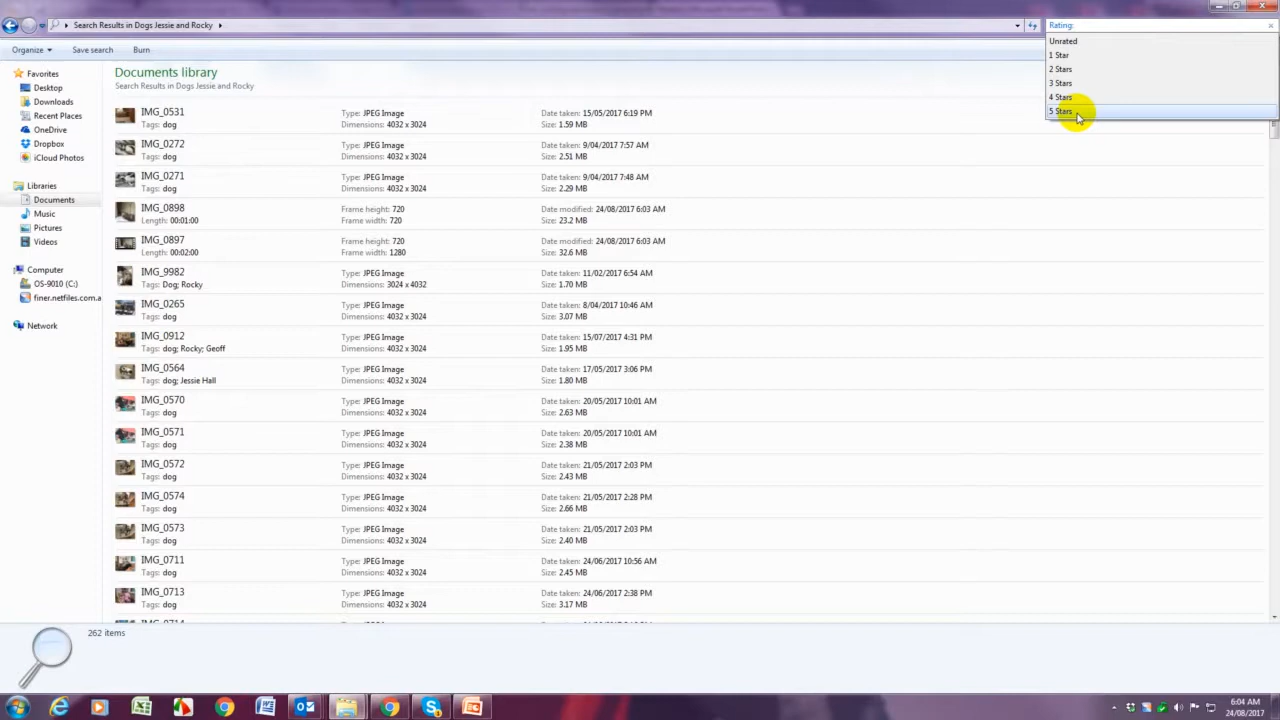 Search Results in Dogs Jessie and Rocky
Rating:
Organize
Save search
Burn
Unrated
1 Star
2 Stars
3 Stars
4 Stars
5 Stars
Favorites
Desktop
Downloads
Recent Places
OneDrive
Dropbox
iCloud Photos
Libraries
Documents
Music
Pictures
Videos
Computer
OS-9010 (C:)
finer.netfiles.com.a
Network
Documents library
Search Results in Dogs Jessie and Rocky
IMG_0531 Type: JPEG Image Date taken: 15/05/2017 6:19 PM
Tags: dog Dimensions: 4032 x 3024 Size: 1.59 MB
IMG_0272 Type: JPEG Image Date taken: 9/04/2017 7:57 AM
Tags: dog Dimensions: 4032 x 3024 Size: 2.51 MB
IMG_0271 Type: JPEG Image Date taken: 9/04/2017 7:48 AM
Tags: dog Dimensions: 4032 x 3024 Size: 2.29 MB
IMG_0898 Frame height: 720 Date modified: 24/08/2017 6:03 AM
Length: 00:01:00 Frame width: 720 Size: 23.2 MB
IMG_0897 Frame height: 720 Date modified: 24/08/2017 6:03 AM
Length: 00:02:00 Frame width: 1280 Size: 32.6 MB
IMG_9982 Type: JPEG Image Date taken: 11/02/2017 6:54 AM
Tags: Dog; Rocky Dimensions: 3024 x 4032 Size: 1.70 MB
IMG_0265 Type: JPEG Image Date taken: 8/04/2017 10:46 AM
Tags: dog Dimensions: 4032 x 3024 Size: 3.07 MB
IMG_0912 Type: JPEG Image Date taken: 15/07/2017 4:31 PM
Tags: dog; Rocky; Geoff Dimensions: 4032 x 3024 Size: 1.95 MB
IMG_0564 Type: JPEG Image Date taken: 17/05/2017 3:06 PM
Tags: dog; Jessie Hall Dimensions: 4032 x 3024 Size: 1.80 MB
IMG_0570 Type: JPEG Image Date taken: 20/05/2017 10:01 AM
Tags: dog Dimensions: 4032 x 3024 Size: 2.63 MB
IMG_0571 Type: JPEG Image Date taken: 20/05/2017 10:01 AM
Tags: dog Dimensions: 4032 x 3024 Size: 2.38 MB
IMG_0572 Type: JPEG Image Date taken: 21/05/2017 2:03 PM
Tags: dog Dimensions: 4032 x 3024 Size: 2.43 MB
IMG_0574 Type: JPEG Image Date taken: 21/05/2017 2:28 PM
Tags: dog Dimensions: 4032 x 3024 Size: 2.66 MB
IMG_0573 Type: JPEG Image Date taken: 21/05/2017 2:03 PM
Tags: dog Dimensions: 4032 x 3024 Size: 2.40 MB
IMG_0711 Type: JPEG Image Date taken: 24/06/2017 10:56 AM
Tags: dog Dimensions: 4032 x 3024 Size: 2.45 MB
IMG_0713 Type: JPEG Image Date taken: 24/06/2017 2:38 PM
Tags: dog Dimensions: 4032 x 3024 Size: 3.17 MB
262 items
6:04 AM
24/08/2017